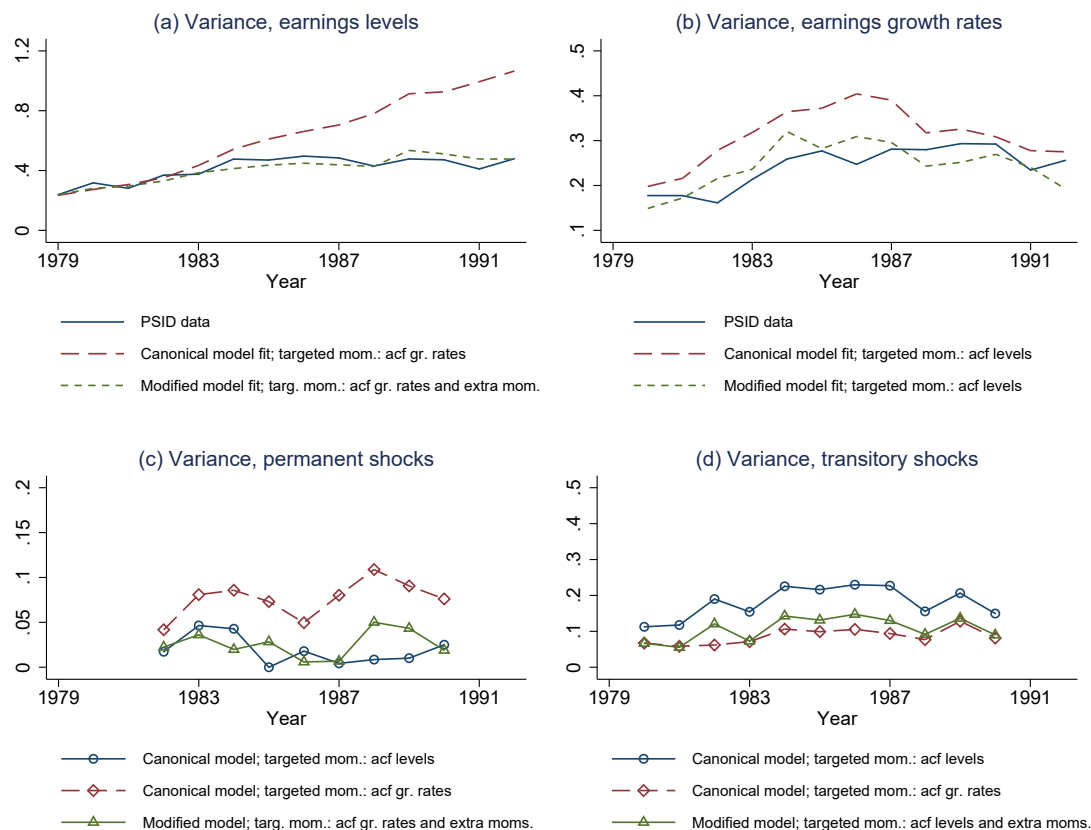 (a) Variance, earnings levels
0 .4 .8 1.2
1979 1983 1987 1991
Year
PSID data
Canonical model fit; targeted mom.: acf gr. rates
Modified model fit; targ. mom.: acf gr. rates and extra mom.
(b) Variance, earnings growth rates
.1 .2 .3 .4 .5
1979 1983 1987 1991
Year
PSID data
Canonical model fit; targeted mom.: acf levels
Modified model fit; targeted mom.: acf levels
(c) Variance, permanent shocks
0 .05 .1 .15 .2
1979 1983 1987 1991
Year
Canonical model; targeted mom.: acf levels
Canonical model; targeted mom.: acf gr. rates
Modified model; targ. mom.: acf gr. rates and extra moms.
(d) Variance, transitory shocks
0 .1 .2 .3 .4 .5
1979 1983 1987 1991
Year
Canonical model; targeted mom.: acf levels
Canonical model; targeted mom.: acf gr. rates
Modified model; targeted mom.: acf levels and extra moms.